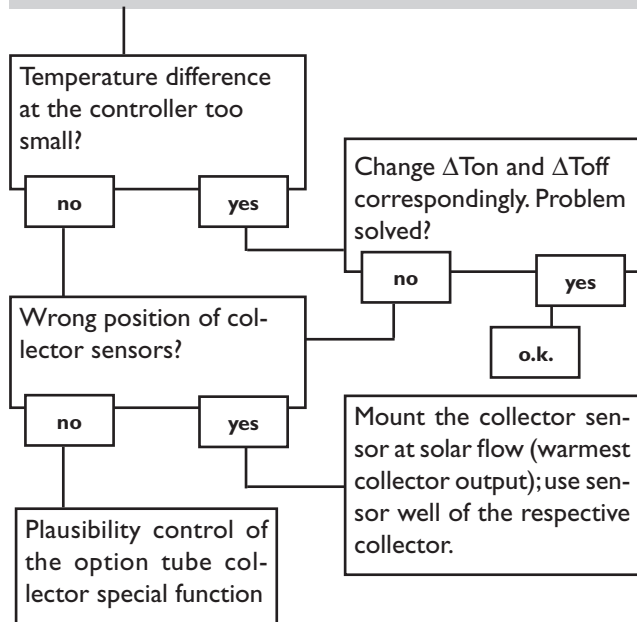 Temperature difference
at the controller too
small?
no
yes
Change ΔTon and ΔToff
correspondingly. Problem
solved?
no
yes
o.k.
Wrong position of col-
lector sensors?
no
yes
Mount the collector sen-
sor at solar flow (warmest
collector output); use sen-
sor well of the respective
collector.
Plausibility control of
the option tube col-
lector special function